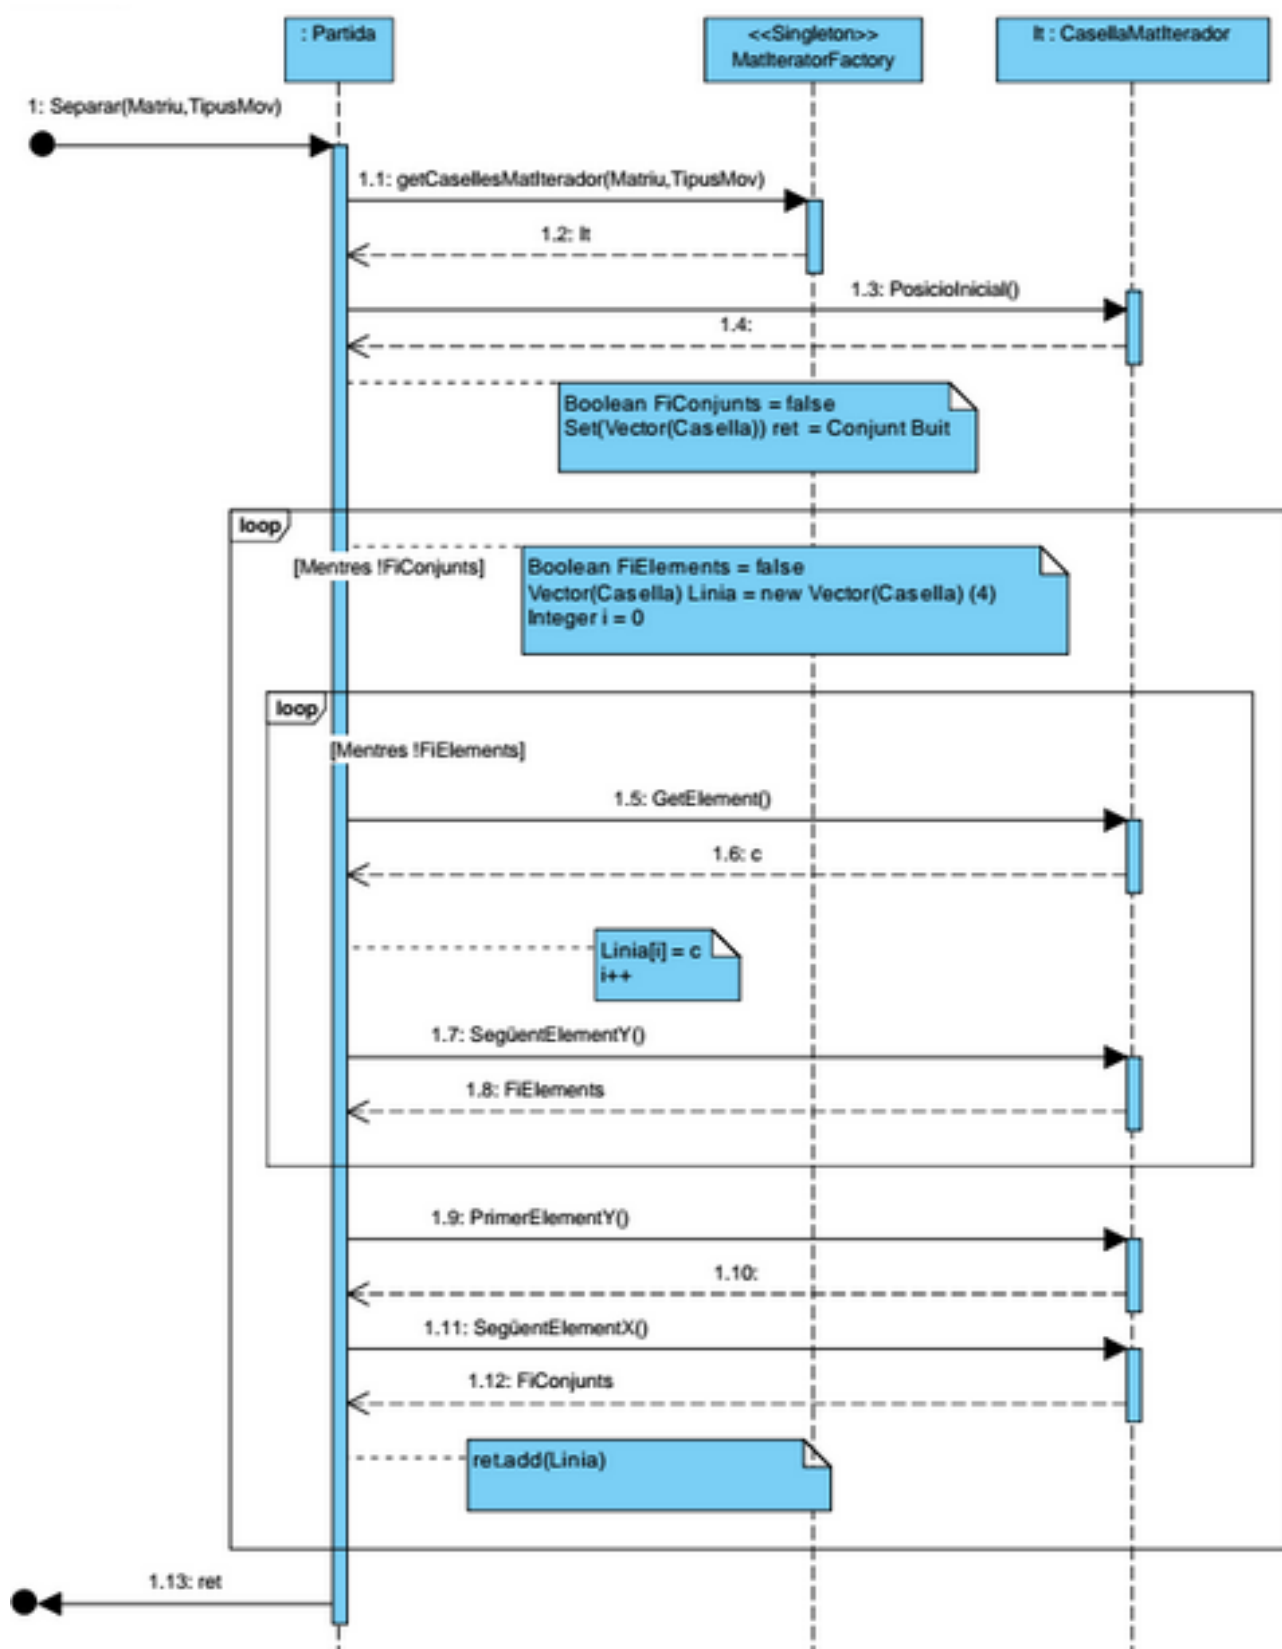 : Partida
<<Singleton>>
MatIteratorFactory
It : CasellaMatIterador
1: Separar(Matriu,TipusMov)
1.1: getCasellesMatIterador(Matriu,TipusMov)
1.2: It
1.3: PosicioInicial()
1.4:
Boolean FiConjunts = false
Set(Vector(Casella)) ret = Conjunt Buit
loop
[Mentres !FiConjunts]
Boolean FiElements = false
Vector(Casella) Linia = new Vector(Casella) (4)
Integer i = 0
loop
[Mentres !FiElements]
1.5: GetElement()
1.6: c
Linia[i] = c
i++
1.7: SegüentElementY()
1.8: FiElements
1.9: PrimerElementY()
1.10:
1.11: SegüentElementX()
1.12: FiConjunts
ret.add(Linia)
1.13: ret